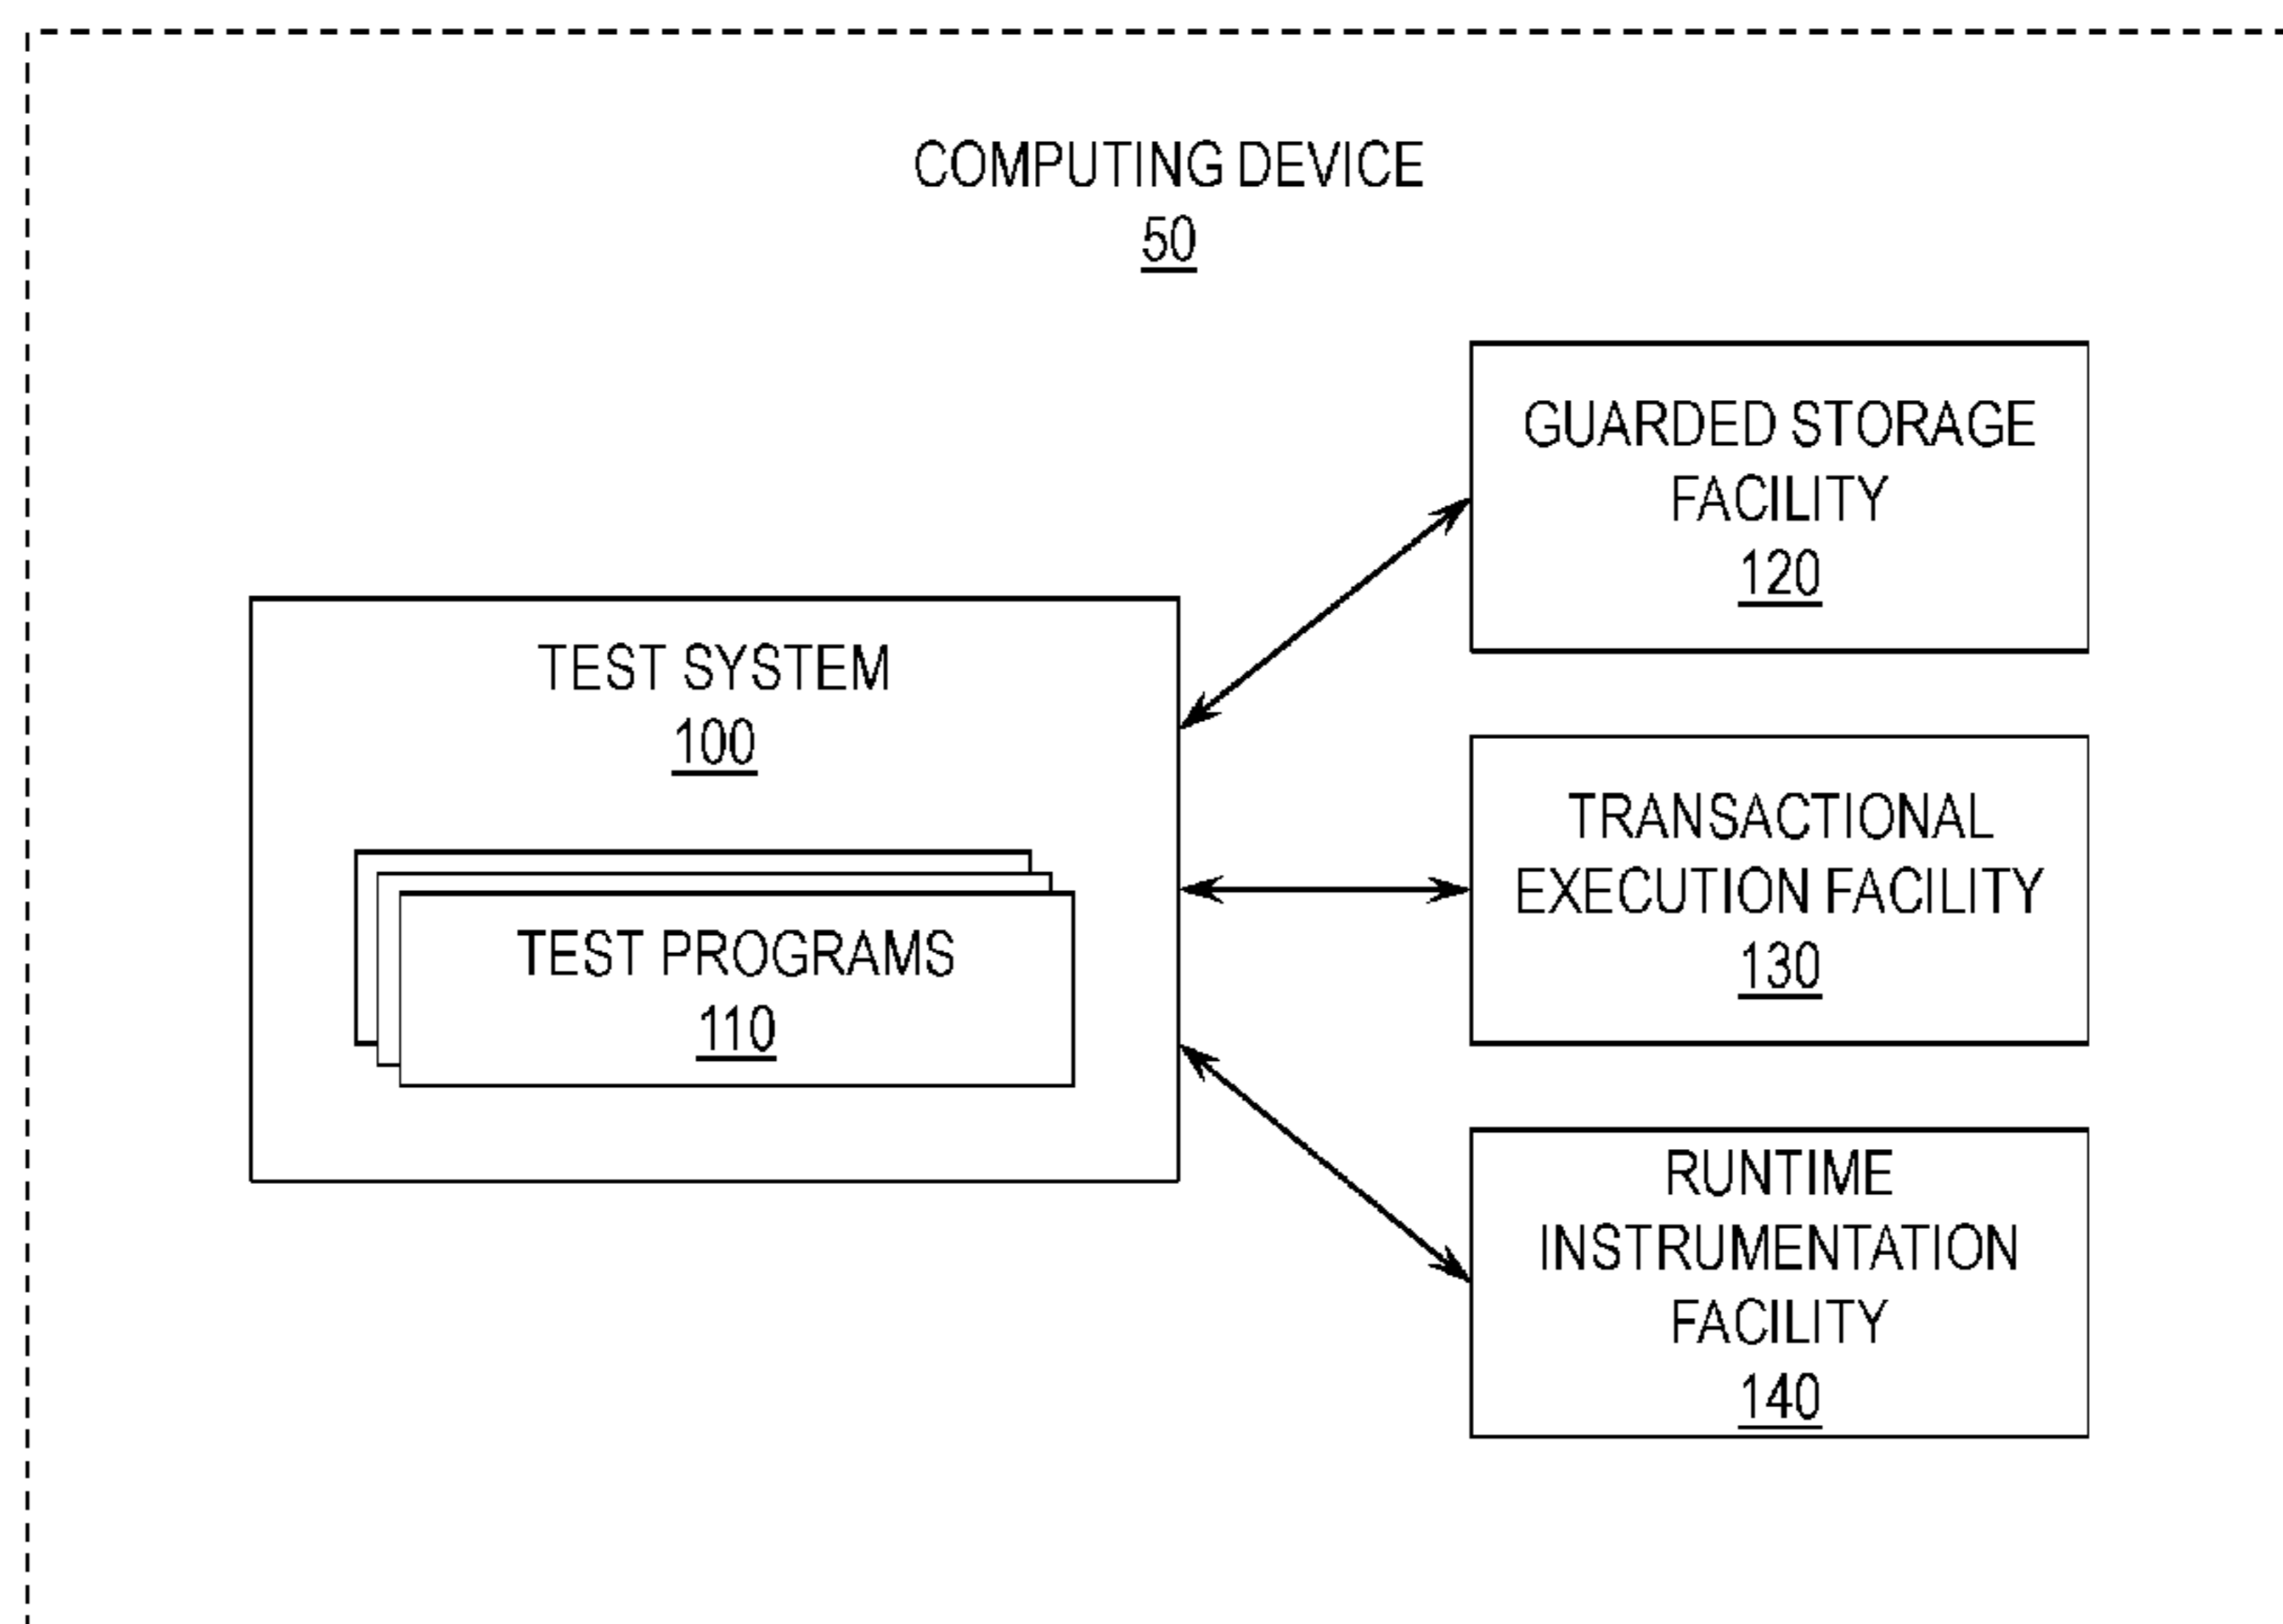 COMPUTING DEVICE
50
GUARDED STORAGE
FACILITY
120
TEST SYSTEM
100
TEST PROGRAMS
110
TRANSACTIONAL
EXECUTION FACILITY
130
RUNTIME
INSTRUMENTATION
FACILITY
140